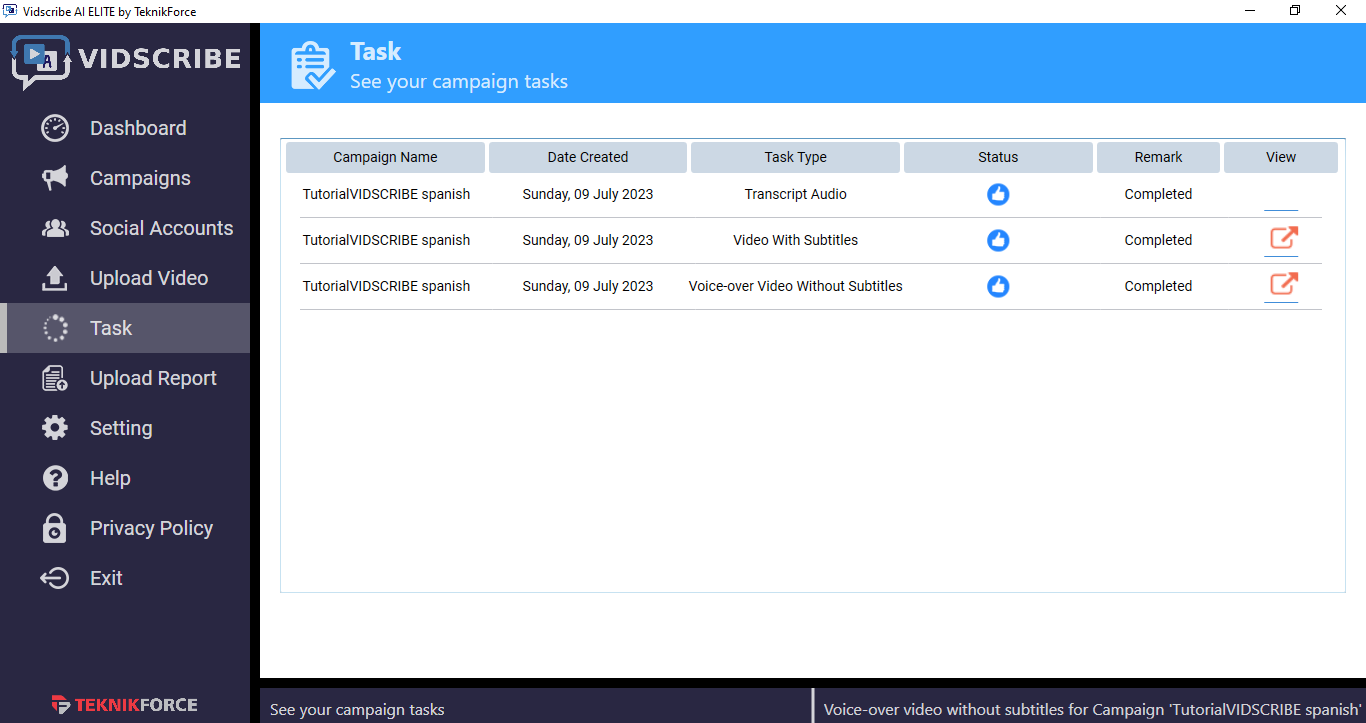 Vidscribe AI ELITE by TeknikForce
A
VIDSCRIBE
Dashboard
Campaigns
Social Accounts
Upload Video
Task
Upload Report
Setting
Help
Privacy Policy
Exit
TEKNIKFORCE
Task
See your campaign tasks
Campaign Name Date Created Task Type Status Remark View
TutorialVIDSCRIBE spanish Sunday, 09 July 2023 Transcript Audio Completed
TutorialVIDSCRIBE spanish Sunday, 09 July 2023 Video With Subtitles Completed
TutorialVIDSCRIBE spanish Sunday, 09 July 2023 Voice-over Video Without Subtitles Completed
See your campaign tasks
Voice-over video without subtitles for Campaign 'TutorialVIDSCRIBE spanish'